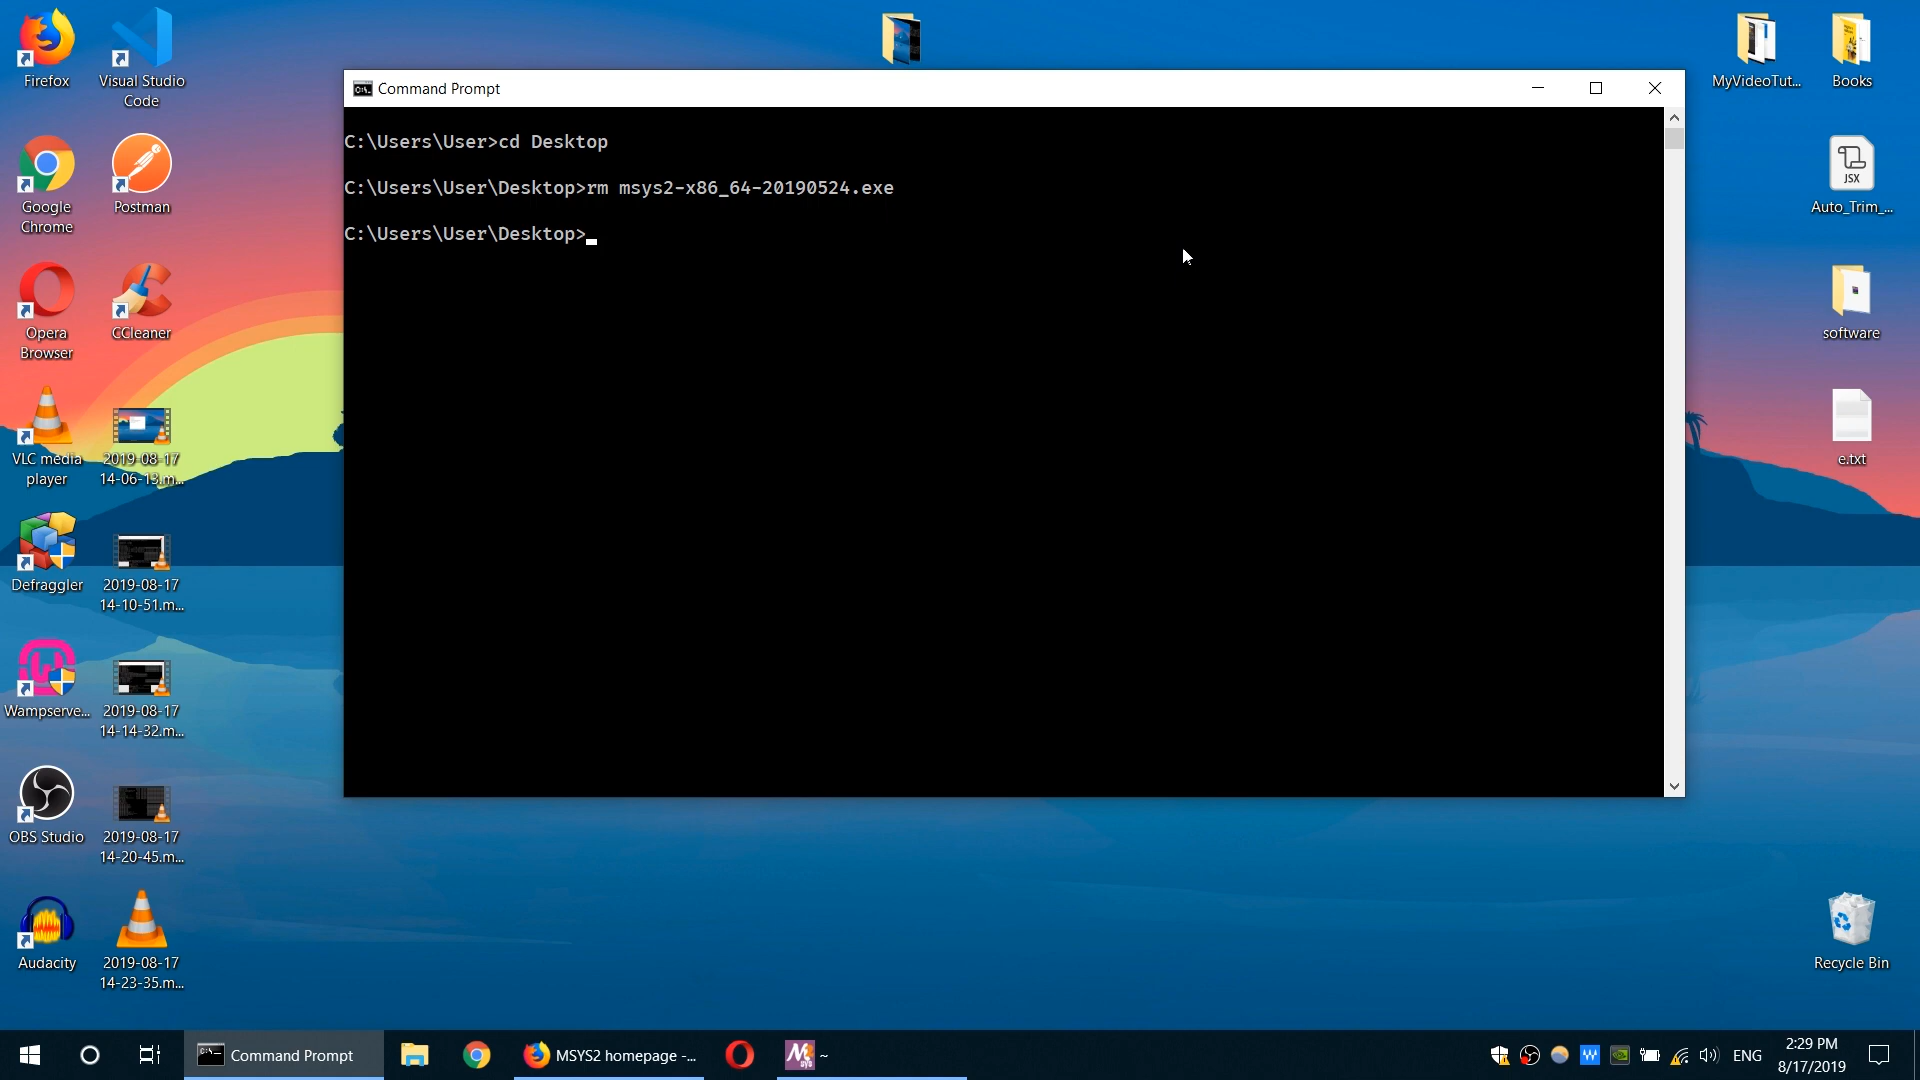 Firefox
Visual Studio
Code
Google
Chrome
Postman
Opera
Browser
CCleaner
VLC media
player
2019-08-17
14-06-13.m...
Defraggler
2019-08-17
14-10-51.m...
Wampserve...
2019-08-17
14-14-32.m...
OBS Studio
2019-08-17
14-20-45.m...
Audacity
2019-08-17
14-23-35.m...
Command Prompt
C:\Users\User>cd Desktop
C:\Users\User\Desktop>rm msys2-x86_64-20190524.exe
C:\Users\User\Desktop>
MyVideoTut...
Books
JSX
Auto_Trim_...
software
e.txt
Recycle Bin
Command Prompt
MSYS2 homepage -...
~
ENG
2:29 PM
8/17/2019